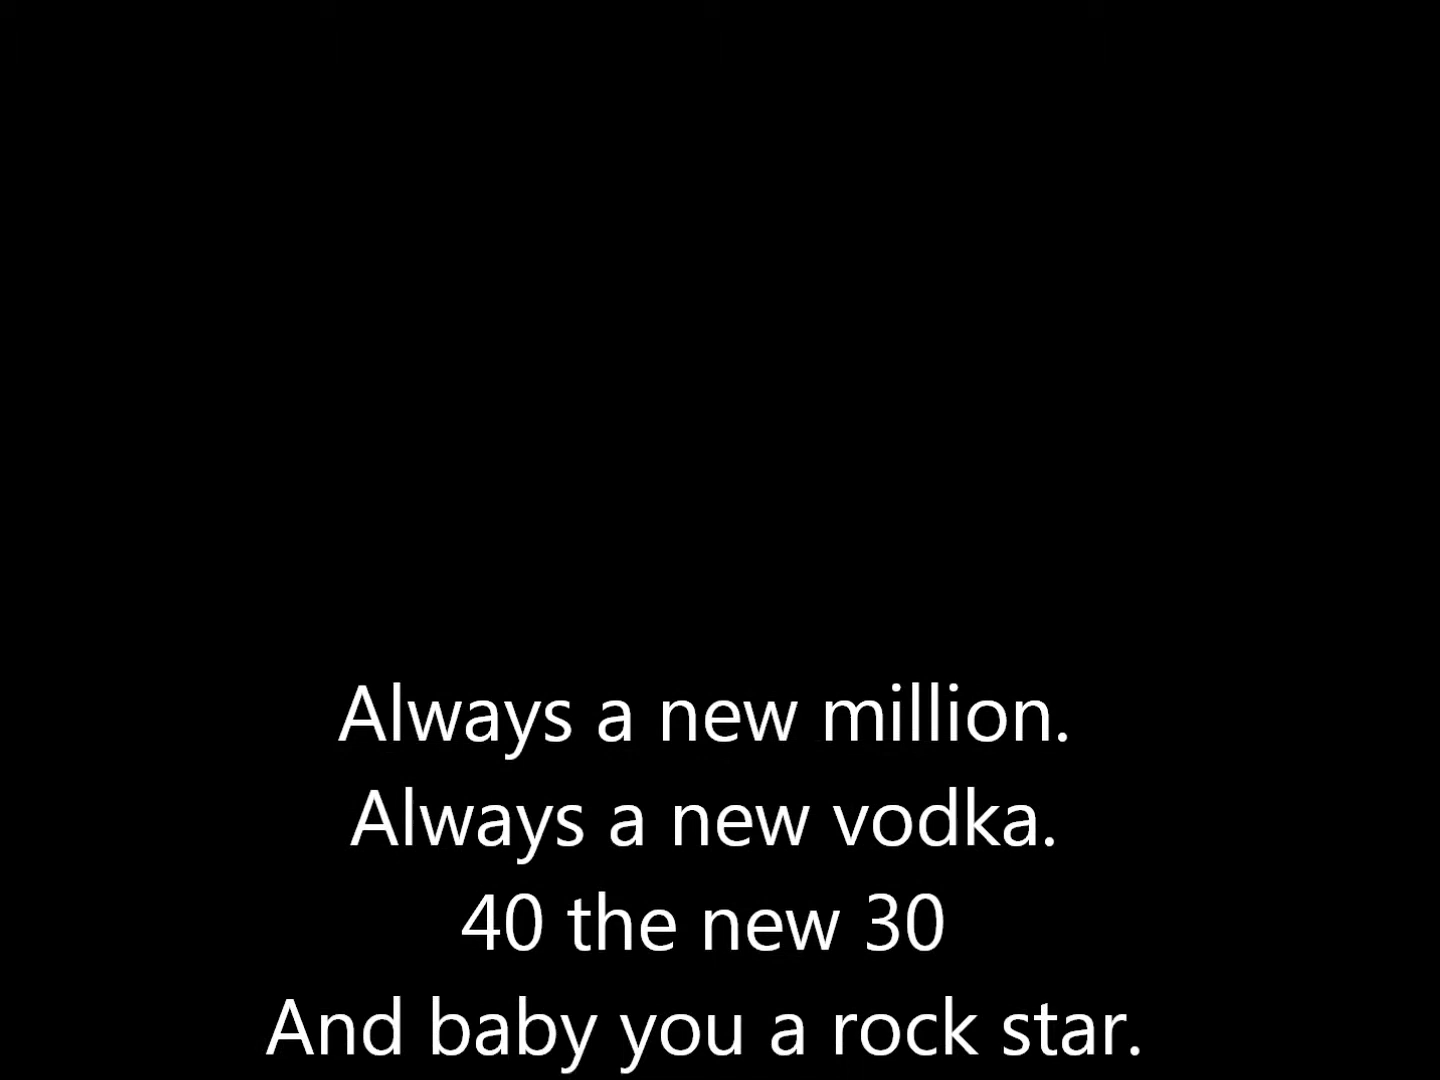 Always a new million.
Always a new vodka.
40 the new 30
And baby you a rock star.